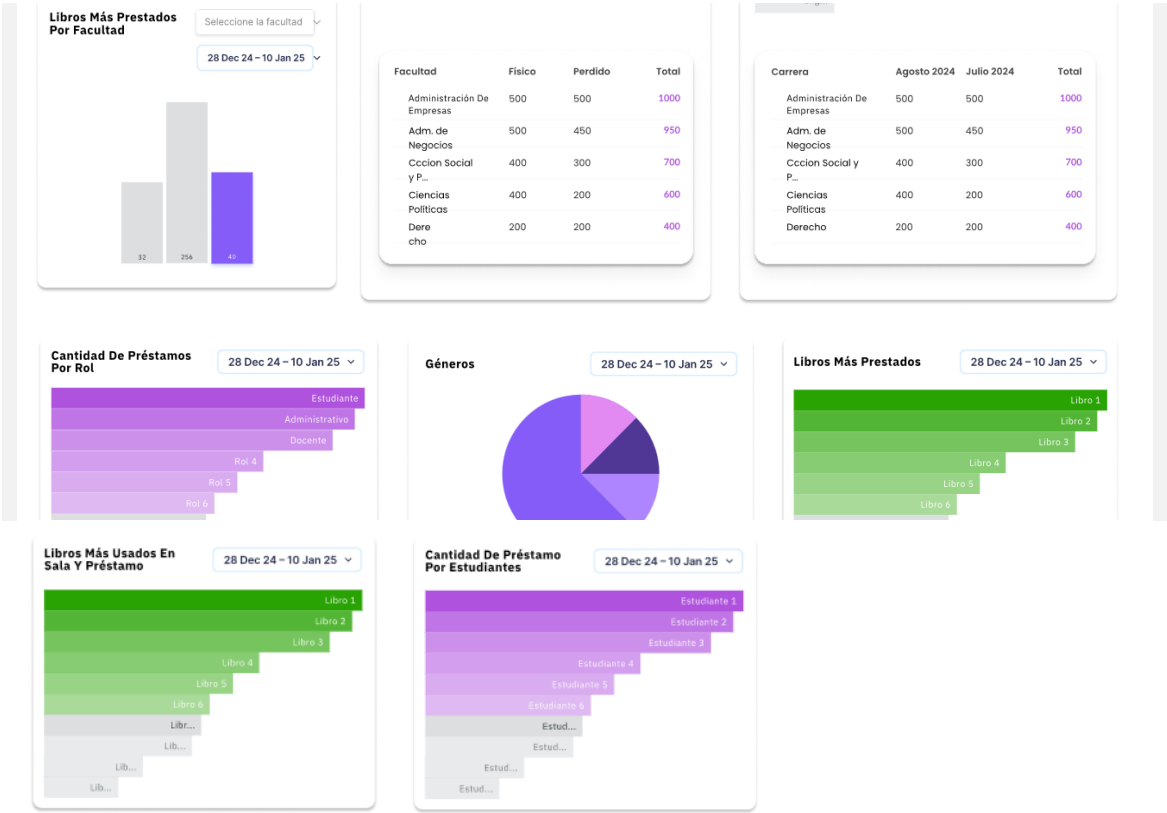 Libros Más Prestados
Por Facultad
Seleccione la facultad
28 Dec 24 – 10 Jan 25
32
256
40
Facultad Fisico Perdido Total
Administración De
Empresas
500 500 1000
Adm. de
Negocios
500 450 950
Cccion Social
y P...
400 300 700
Ciencias
Políticas
400 200 600
Dere
cho
200 200 400
Carrera Agosto 2024 Julio 2024 Total
Administración De
Empresas
500 500 1000
Adm. de
Negocios
500 450 950
Cccion Social y
P...
400 300 700
Ciencias
Políticas
400 200 600
Derecho 200 200 400
Cantidad De Préstamos
Por Rol
28 Dec 24 – 10 Jan 25
Estudiante
Administrativo
Docente
Rol 4
Rol 5
Rol 6
Géneros
28 Dec 24 – 10 Jan 25
Libros Más Prestados
28 Dec 24 – 10 Jan 25
Libro 1
Libro 2
Libro 3
Libro 4
Libro 5
Libro 6
Libros Más Usados En
Sala Y Préstamo
28 Dec 24 – 10 Jan 25
Libro 1
Libro 2
Libro 3
Libro 4
Libro 5
Libro 6
Libr...
Lib...
Lib...
Lib...
Cantidad De Préstamo
Por Estudiantes
28 Dec 24 – 10 Jan 25
Estudiante 1
Estudiante 2
Estudiante 3
Estudiante 4
Estudiante 5
Estudiante 6
Estud...
Estud...
Estud...
Estud...